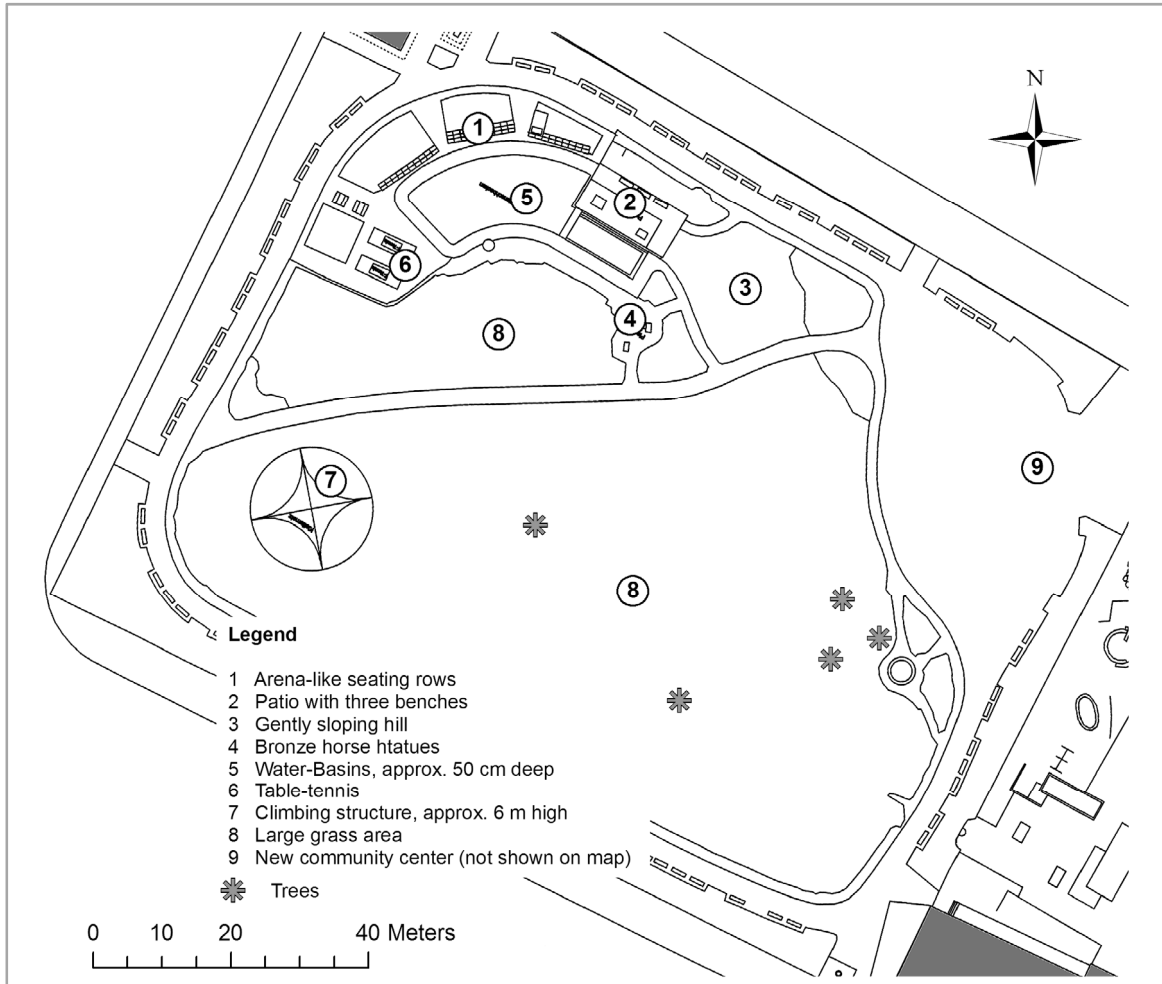 N
1
2
5
6
3
4
8
7
9
8
Legend
1 Arena-like seating rows
2 Patio with three benches
3 Gently sloping hill
4 Bronze horse htatues
5 Water-Basins, approx. 50 cm deep
6 Table-tennis
7 Climbing structure, approx. 6 m high
8 Large grass area
9 New community center (not shown on map)
Trees
0 10 20 40 Meters